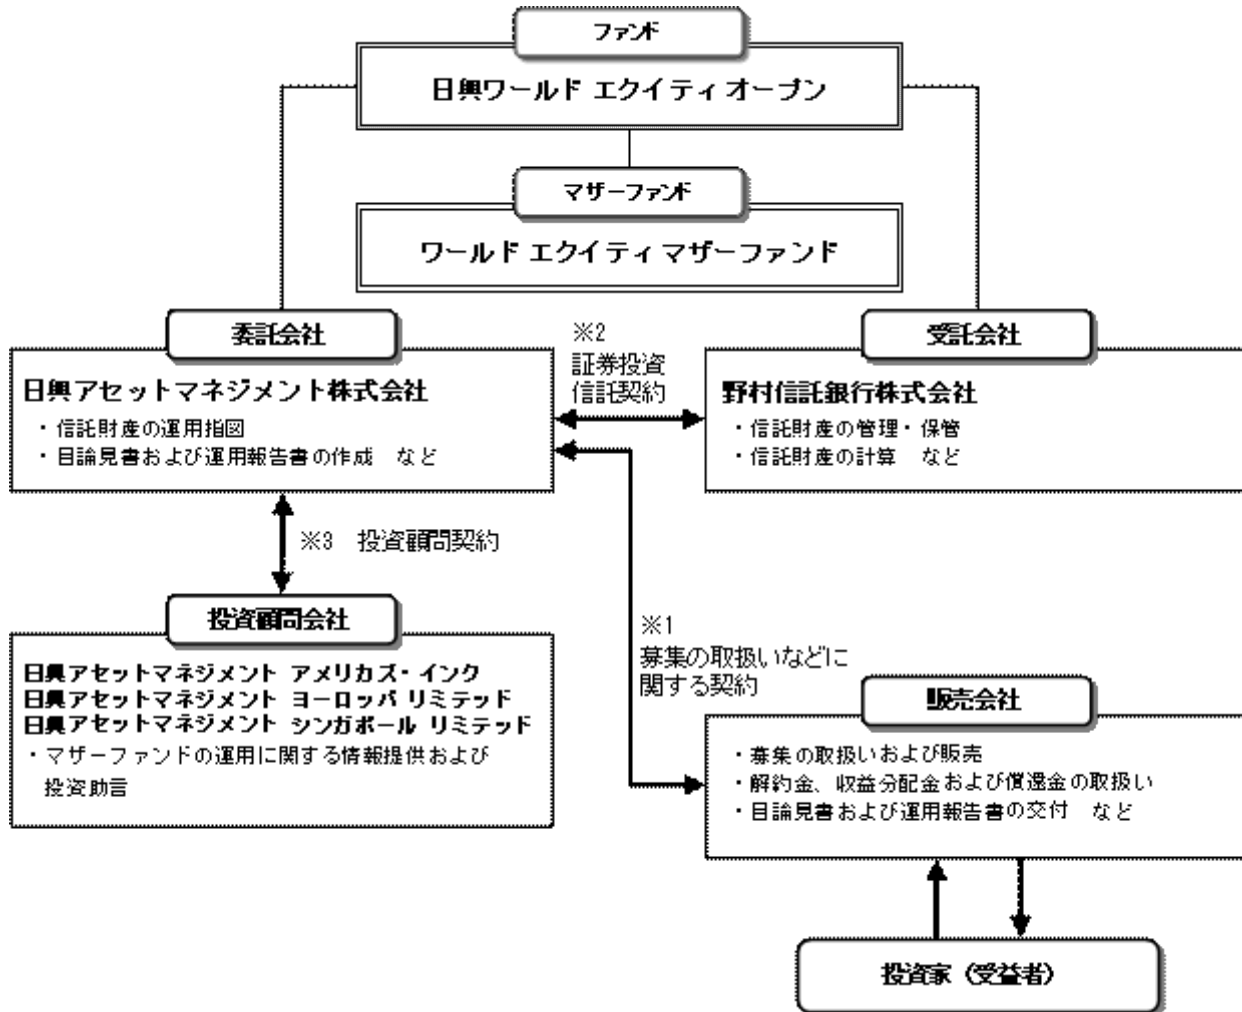 ファンド
日興ワールド エクイティ オープン
マザーファンド
ワールド エクイティ マザーファンド
委託会社
日興アセットマネジメント株式会社
・信託財産の運用指図
・目論見書および運用報告書の作成 など
※2
証券投資
信託契約
受託会社
野村信託銀行株式会社
・信託財産の管理・保管
・信託財産の計算 など
※3 投資顧問契約
投資顧問会社
日興アセットマネジメント アメリカズ・インク
日興アセットマネジメント ヨーロッパ リミテッド
日興アセットマネジメント シンガポール リミテッド
・マザーファンドの運用に関する情報提供および
投資助言
※1
募集の取扱いなどに
関する契約
販売会社
・募集の取扱いおよび販売
・解約金、収益分配金および償還金の取扱い
・目論見書および運用報告書の交付 など
投資家(受益者)